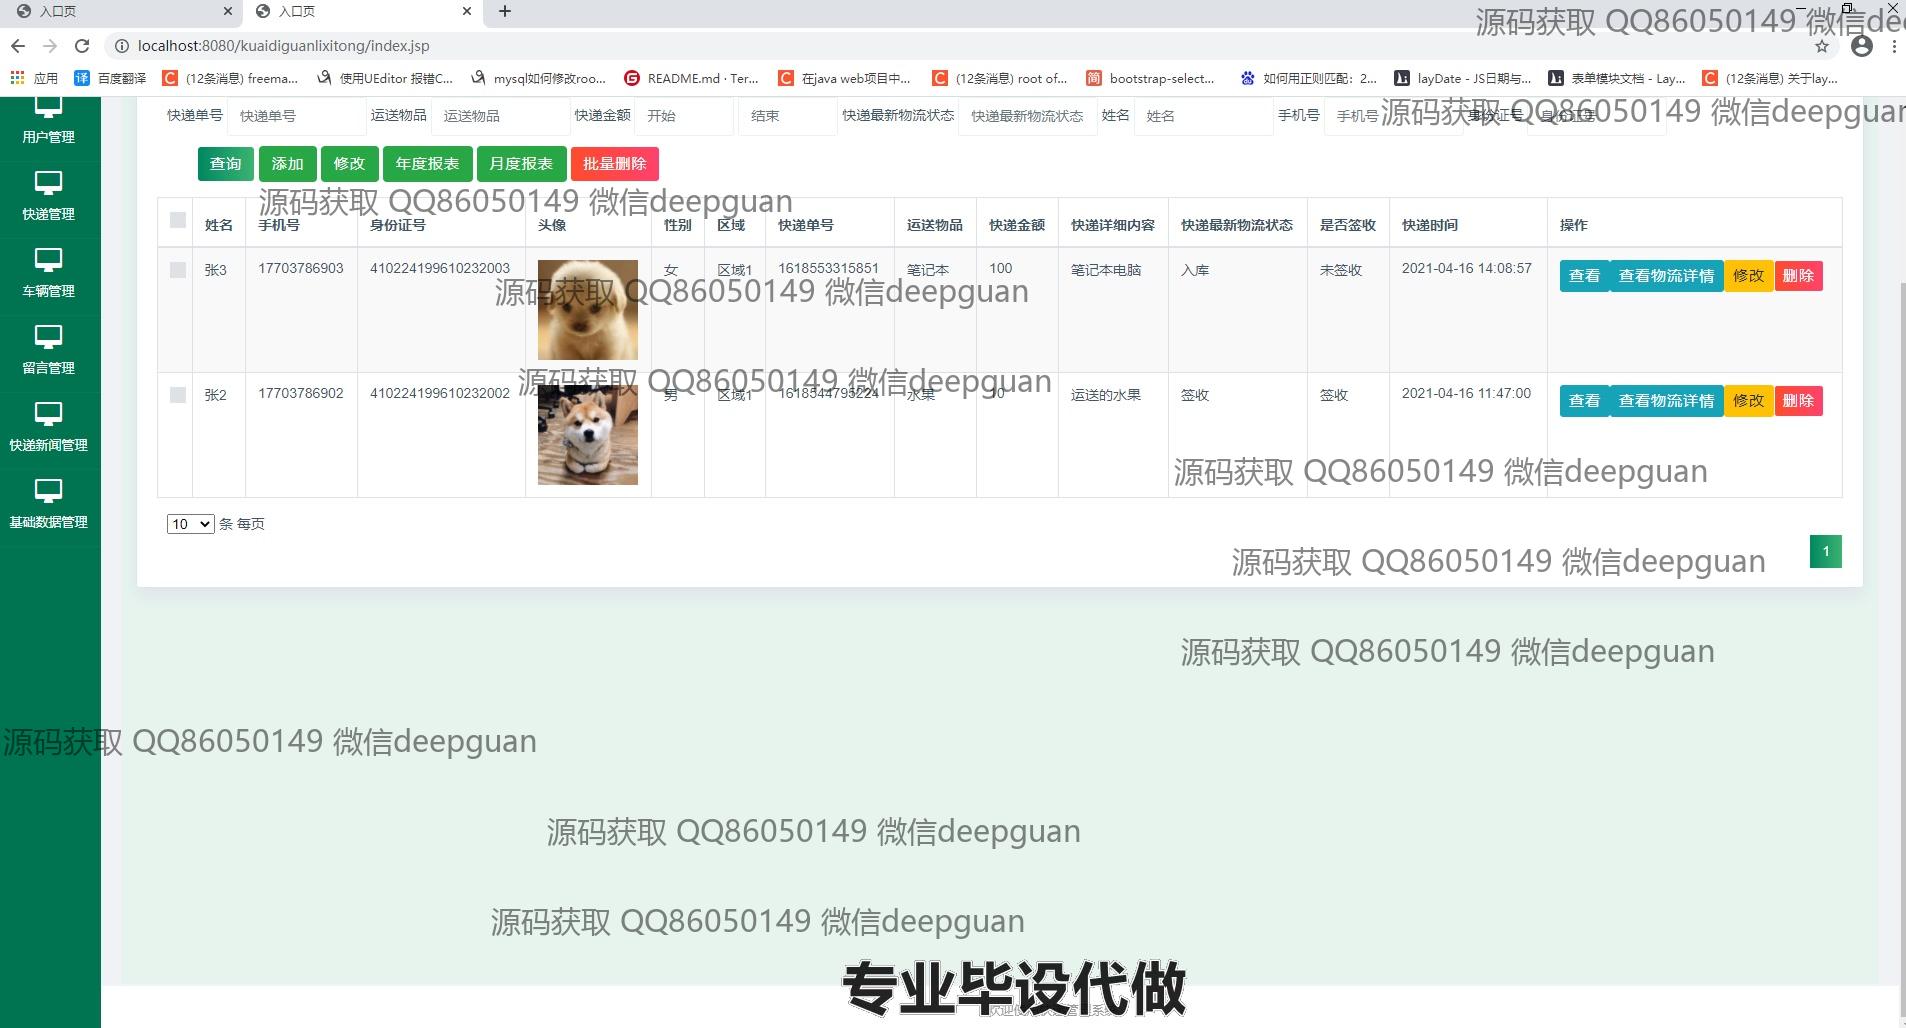 入口页
入口页
源码获取 QQ86050149 微信dee
localhost:8080/kuaidiguanlixitong/index.jsp
应用 百度翻译 (12条消息) freema... 使用UEditor 报错C... mysql如何修改roo... README.md · Ter... 在java web项目中... (12条消息) root of... bootstrap-select... 如何用正则匹配：2... layDate - JS日期与... 表单模块文档 - Lay... (12条消息) 关于lay...
源码获取 QQ86050149 微信deepguan
快递单号 快递单号 运送物品 运送物品 快递金额 开始 结束 快递最新物流状态 快递最新物流状态 姓名 姓名 手机号 手机号 身份证号 身份证号
查询 添加 修改 年度报表 月度报表 批量删除
源码获取 QQ86050149 微信deepguan
姓名 手机号 身份证号 头像 性别 区域 快递单号 运送物品 快递金额 快递详细内容 快递最新物流状态 是否签收 快递时间 操作
张3 17703786903 410224199610232003 女 区域1 1618553315851 笔记本 100 笔记本电脑 入库 未签收 2021-04-16 14:08:57 查看 查看物流详情 修改 删除
源码获取 QQ86050149 微信deepguan
源码获取 QQ86050149 微信deepguan
张2 17703786902 410224199610232002 男 区域1 1618544795224 水果 10 运送的水果 签收 签收 2021-04-16 11:47:00 查看 查看物流详情 修改 删除
源码获取 QQ86050149 微信deepguan
10 条 每页
1
源码获取 QQ86050149 微信deepguan
用户管理
快递管理
车辆管理
留言管理
快递新闻管理
基础数据管理
源码获取 QQ86050149 微信deepguan
源码获取 QQ86050149 微信deepguan
源码获取 QQ86050149 微信deepguan
源码获取 QQ86050149 微信deepguan
专业毕设代做